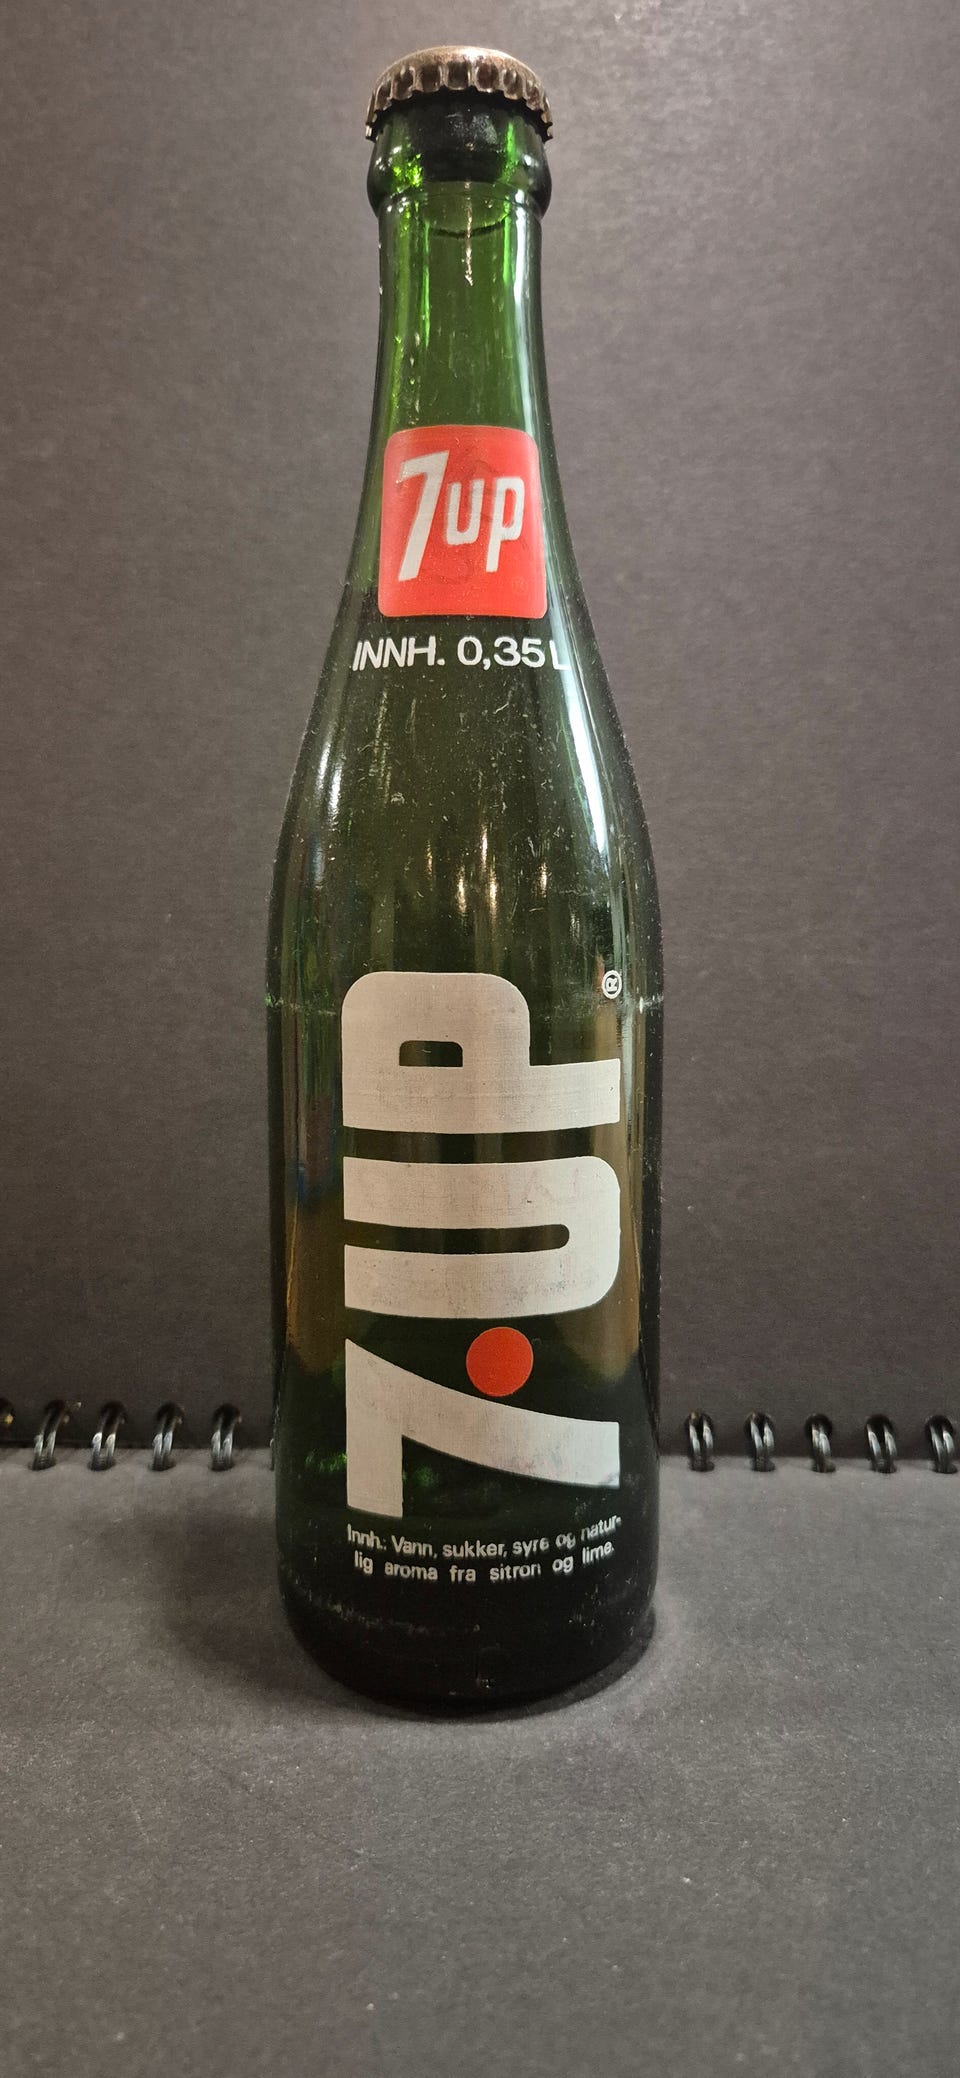 7up
INNH. 0,35 L
7UP®
Innh.: Vann, sukker, syre og natur-
lig aroma fra sitron og lime.